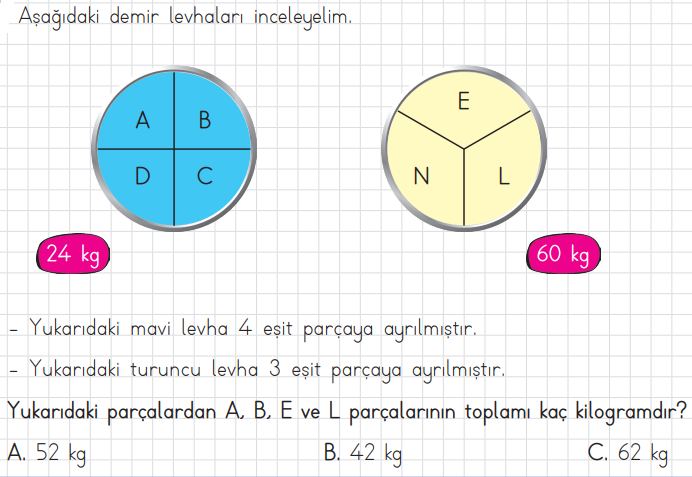 Aşağıdaki demir levhaları inceleyelim.
A B
D C
E
N L
24 kg
60 kg
- Yukarıdaki mavi levha 4 eşit parçaya ayrılmıştır.
- Yukarıdaki turuncu levha 3 eşit parçaya ayrılmıştır.
Yukarıdaki parçalardan A, B, E ve L parçalarının toplamı kaç kilogramdır?
A. 52 kg B. 42 kg C. 62 kg